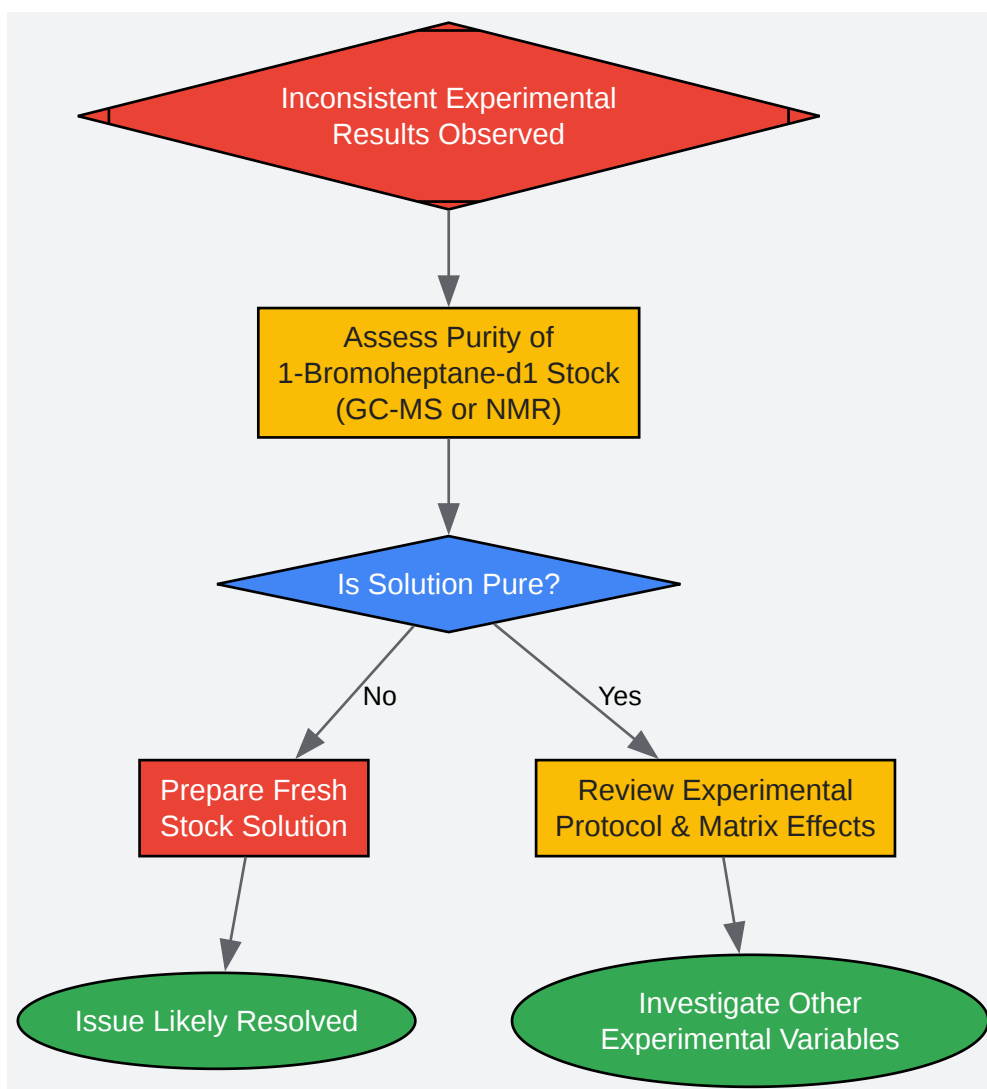 Inconsistent Experimental
Results Observed
Assess Purity of
1-Bromoheptane-d1 Stock
(GC-MS or NMR)
Is Solution Pure?
No
Yes
Prepare Fresh
Stock Solution
Review Experimental
Protocol & Matrix Effects
Issue Likely Resolved
Investigate Other
Experimental Variables